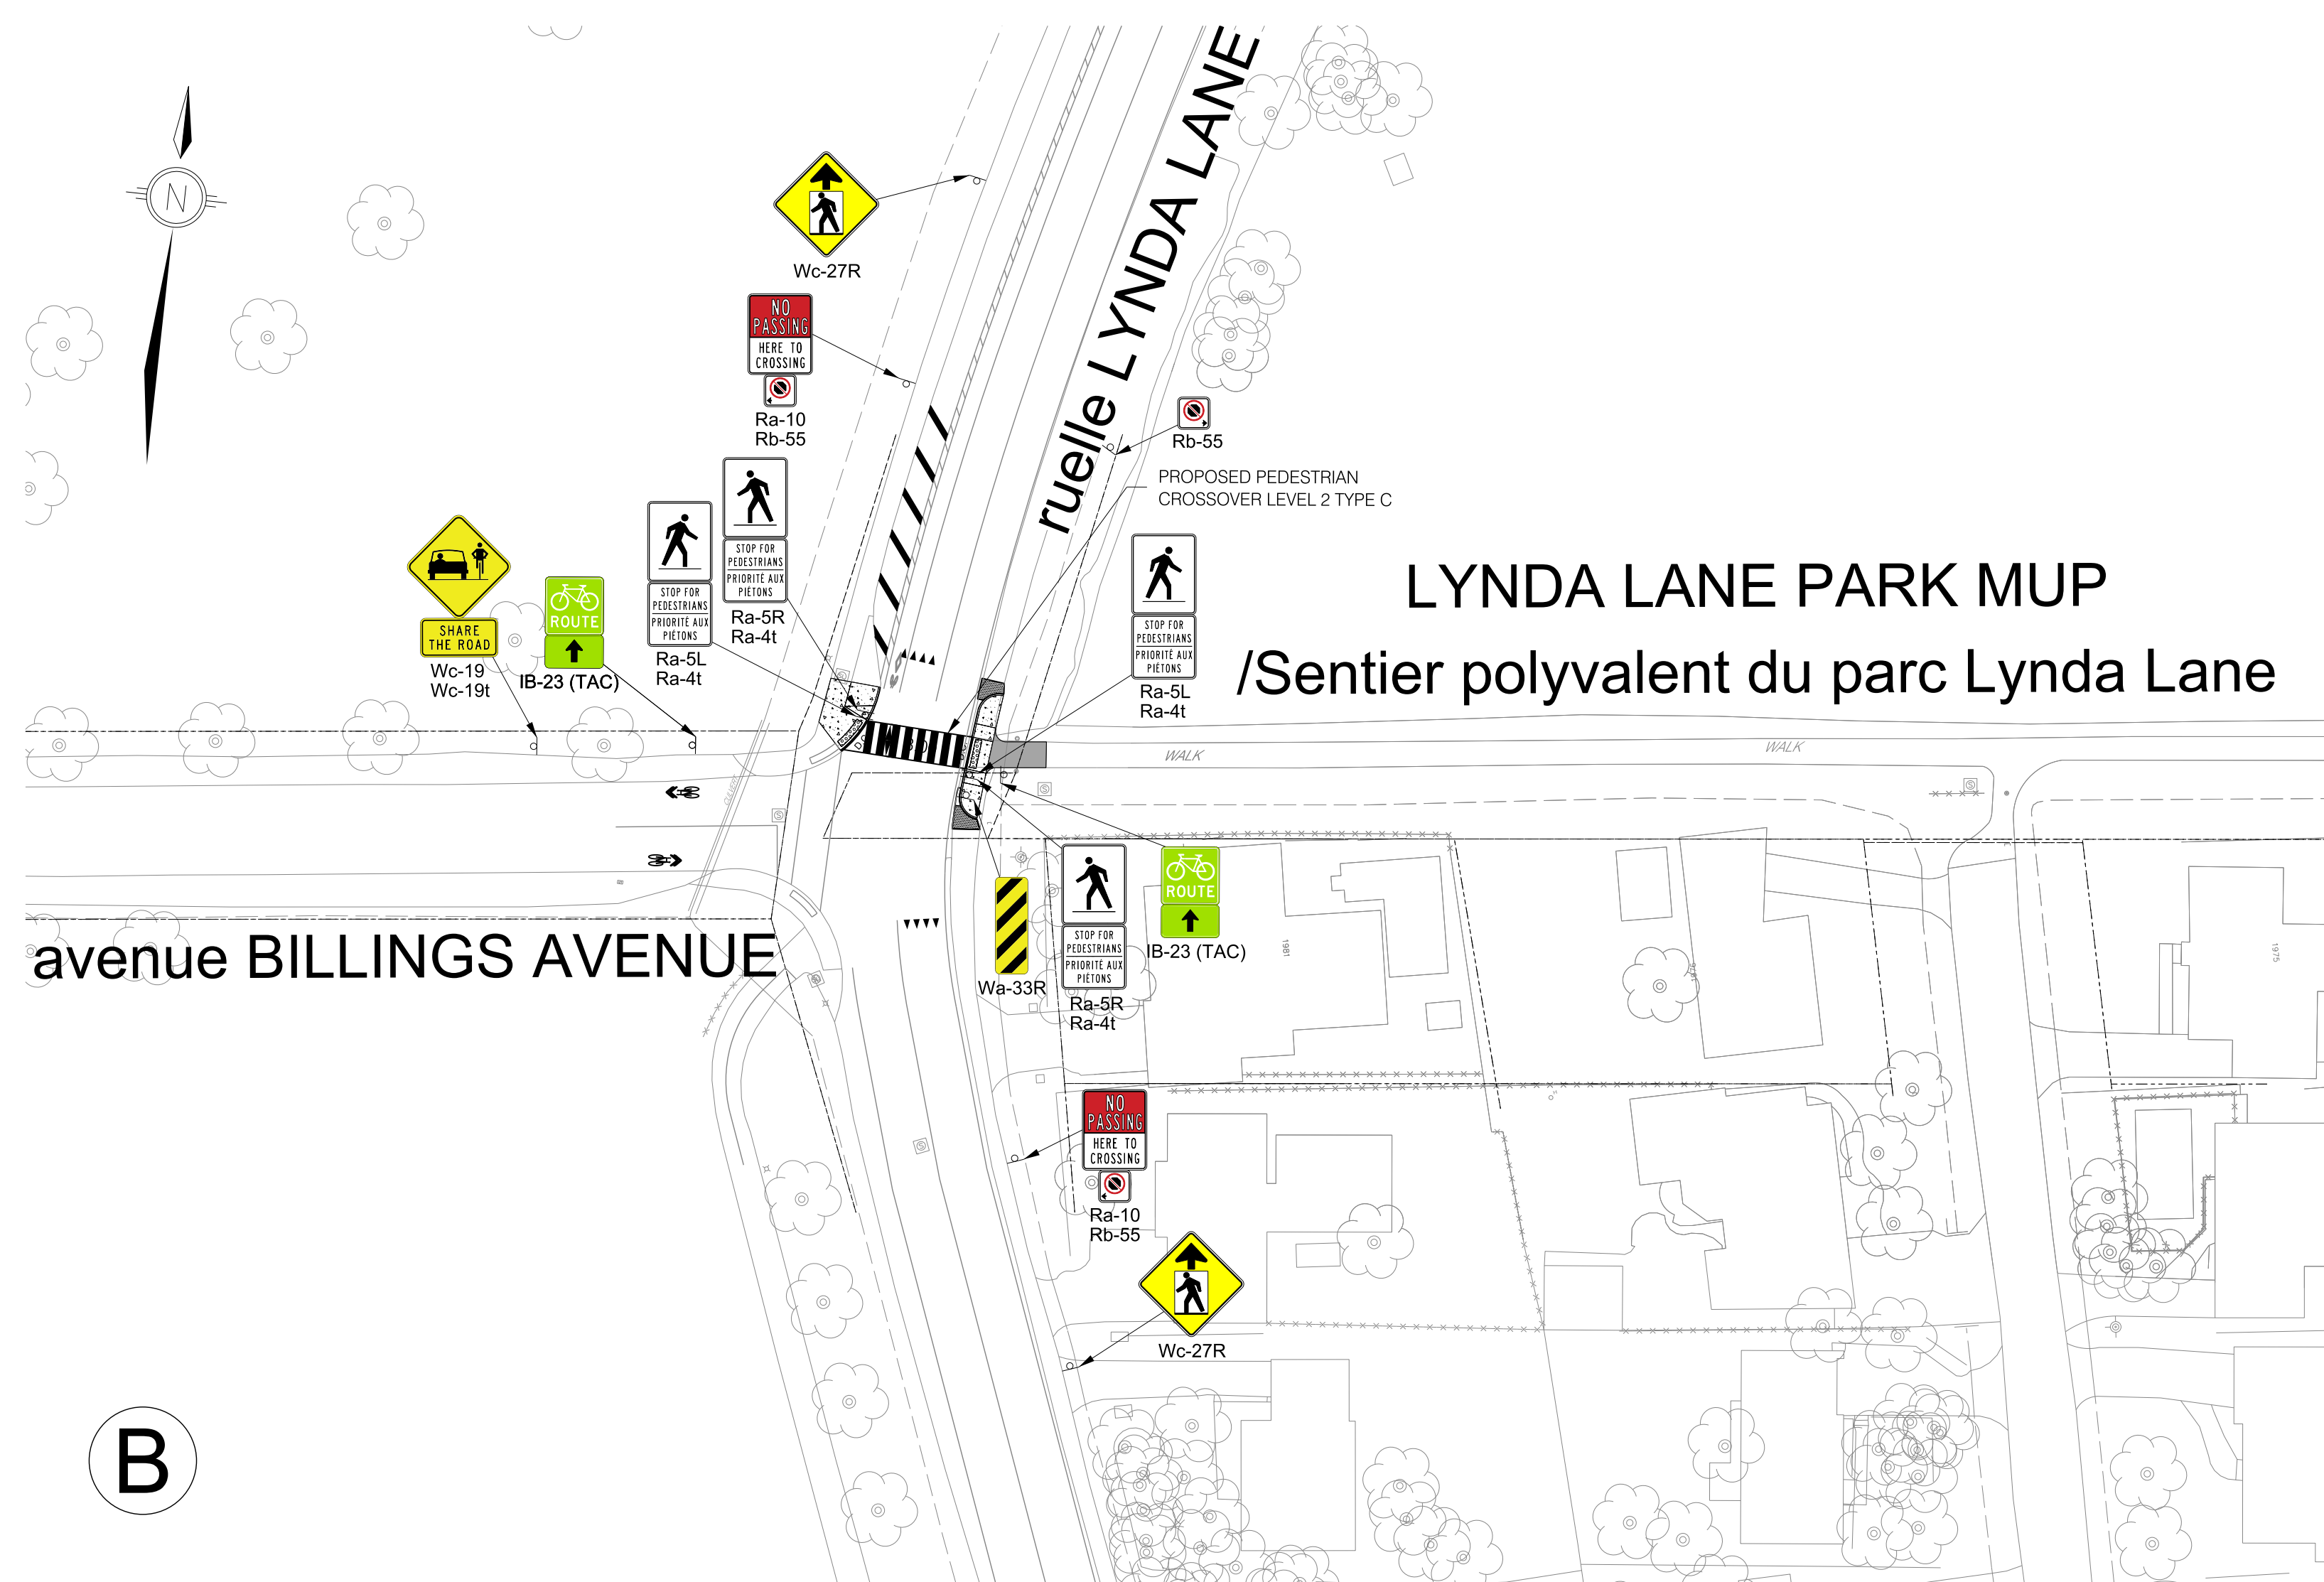 ruelle LYNDA LANE
N
Wc-27R
NO
PASSING
HERE TO
CROSSING
Ra-10
Rb-55
Rb-55
PROPOSED PEDESTRIAN
CROSSOVER LEVEL 2 TYPE C
STOP FOR
PEDESTRIANS
PRIORITÉ AUX
PIÉTONS
Ra-5R
Ra-4t
STOP FOR
PEDESTRIANS
PRIORITÉ AUX
PIÉTONS
Ra-5L
Ra-4t
ROUTE
IB-23 (TAC)
SHARE
THE ROAD
Wc-19
Wc-19t
STOP FOR
PEDESTRIANS
PRIORITÉ AUX
PIÉTONS
Ra-5L
Ra-4t
LYNDA LANE PARK MUP
/Sentier polyvalent du parc Lynda Lane
WALK
WALK
CULVERT
S
S
S
S
avenue BILLINGS AVENUE
Wa-33R
STOP FOR
PEDESTRIANS
PRIORITÉ AUX
PIÉTONS
Ra-5R
Ra-4t
ROUTE
IB-23 (TAC)
1981
1975
NO
PASSING
HERE TO
CROSSING
Ra-10
Rb-55
Wc-27R
B